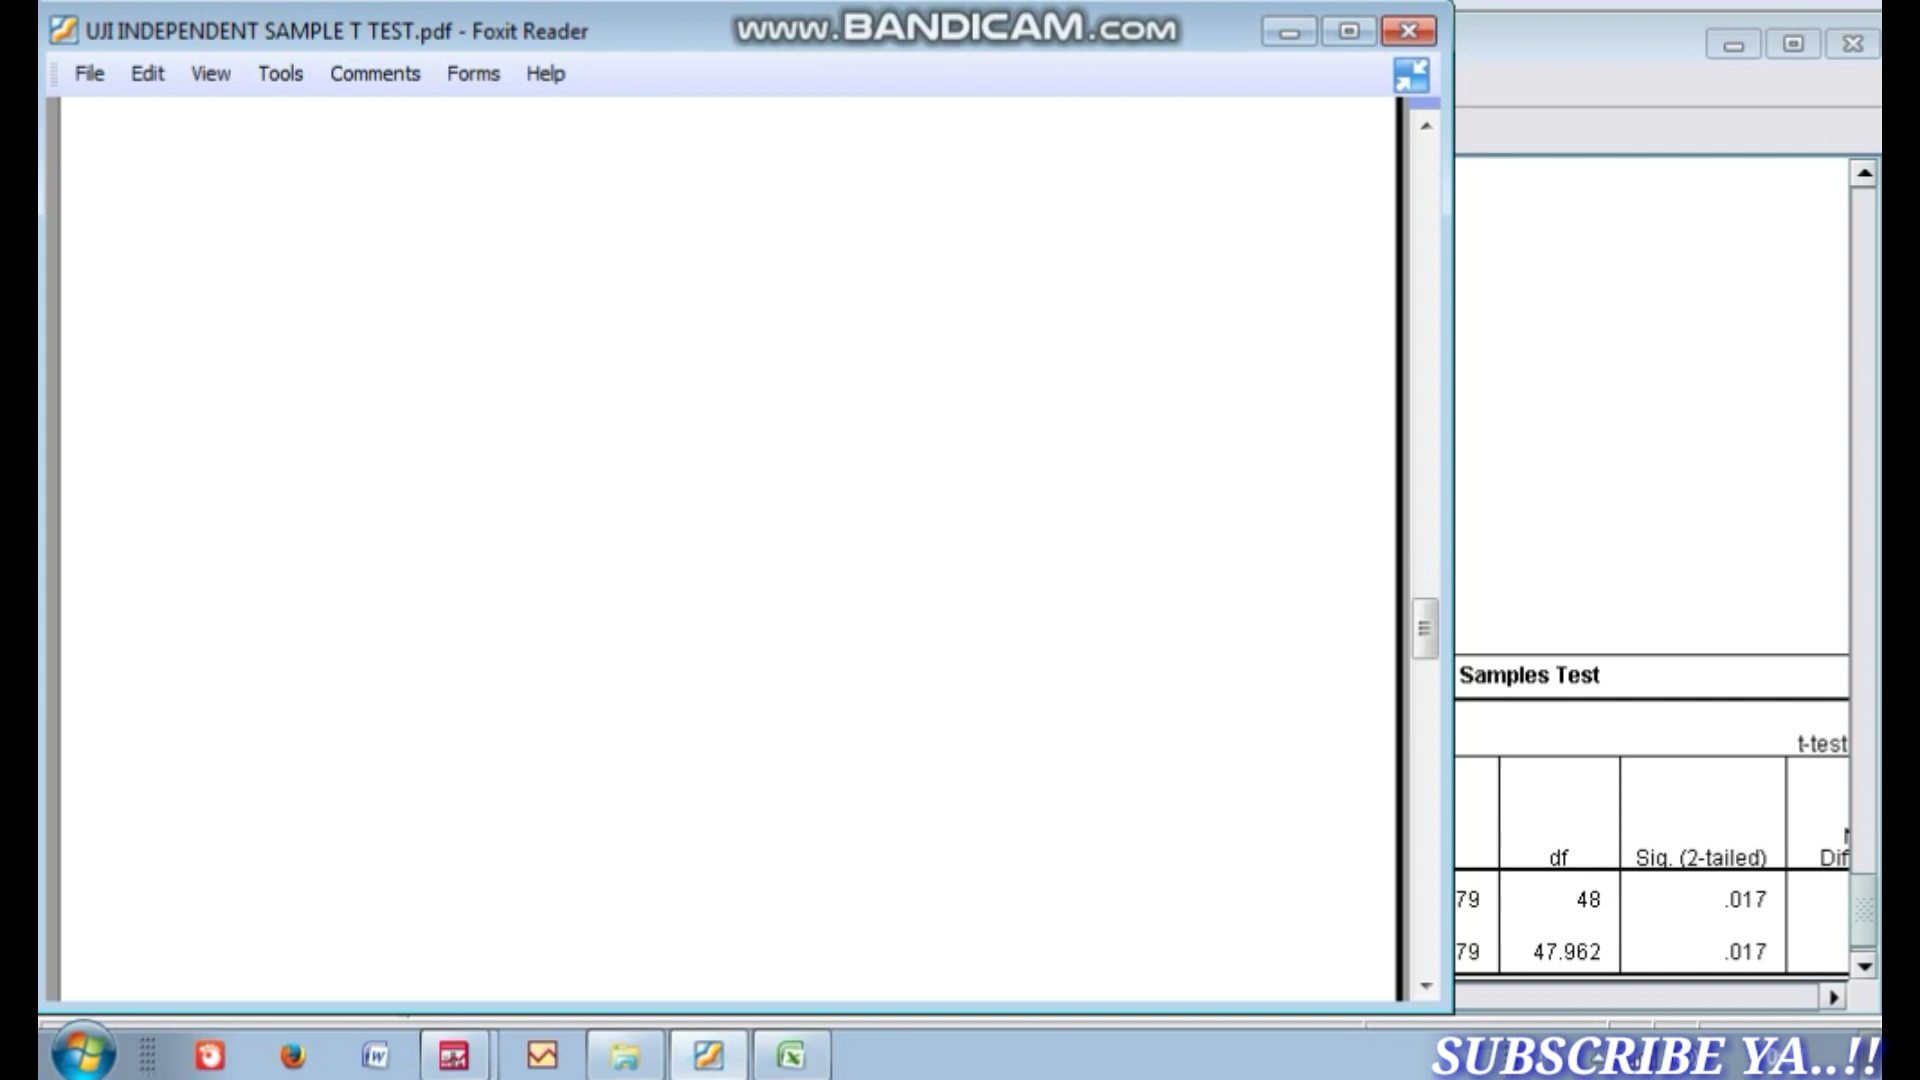 UJI INDEPENDENT SAMPLE T TEST.pdf - Foxit Reader
www.BANDICAM.com
File Edit View Tools Comments Forms Help
Samples Test
t-test
df Sig. (2-tailed) Dif
79 48 .017
79 47.962 .017
SUBSCRIBE YA..!!